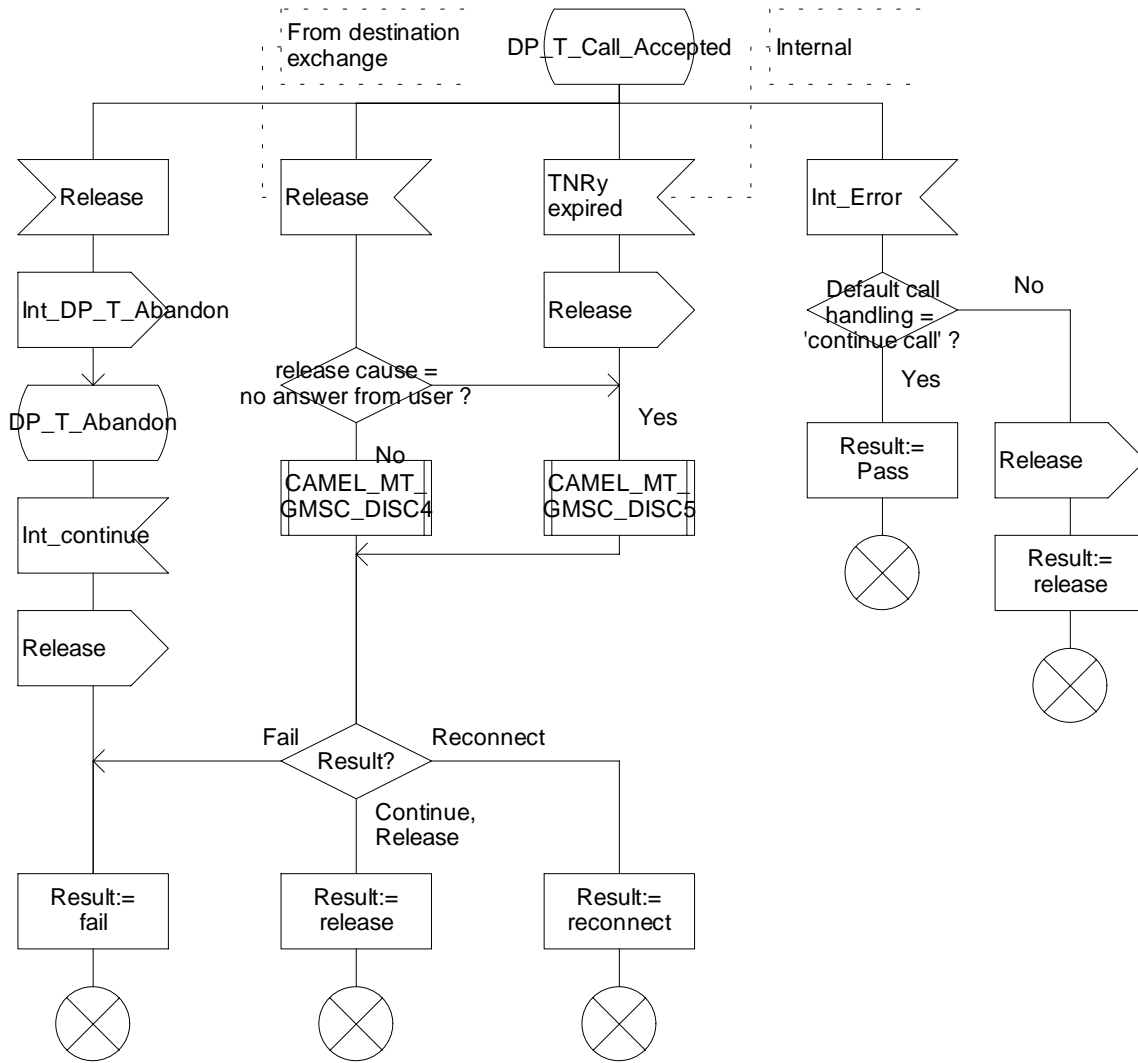 From destination
exchange
DP_T_Call_Accepted
Internal
Release
Release
TNRy
expired
Int_Error
Int_DP_T_Abandon
Release
Default call
handling =
'continue call' ?
No
release cause =
no answer from user ?
Yes
Yes
DP_T_Abandon
No
CAMEL_MT_
GMSC_DISC4
CAMEL_MT_
GMSC_DISC5
Result:=
Pass
Release
Int_continue
Result:=
release
Release
Fail
Result?
Reconnect
Continue,
Release
Result:=
fail
Result:=
release
Result:=
reconnect